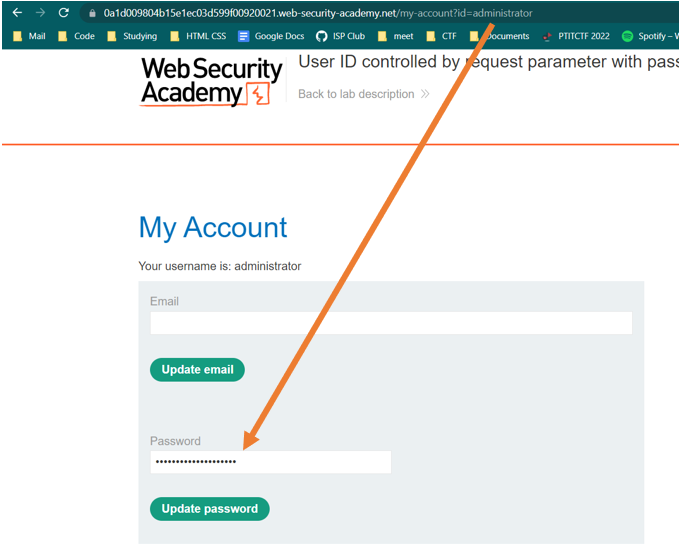 0a1d009804b15e1ec03d599f00920021.web-security-academy.net/my-account?id=administrator
Mail Code Studying HTML CSS Google Docs ISP Club meet CTF Documents PTITCTF 2022 Spotify – W
Web Security
Academy
User ID controlled by request parameter with pass
Back to lab description
My Account
Your username is: administrator
Email
Update email
Password
••••••••••••••••••••
Update password